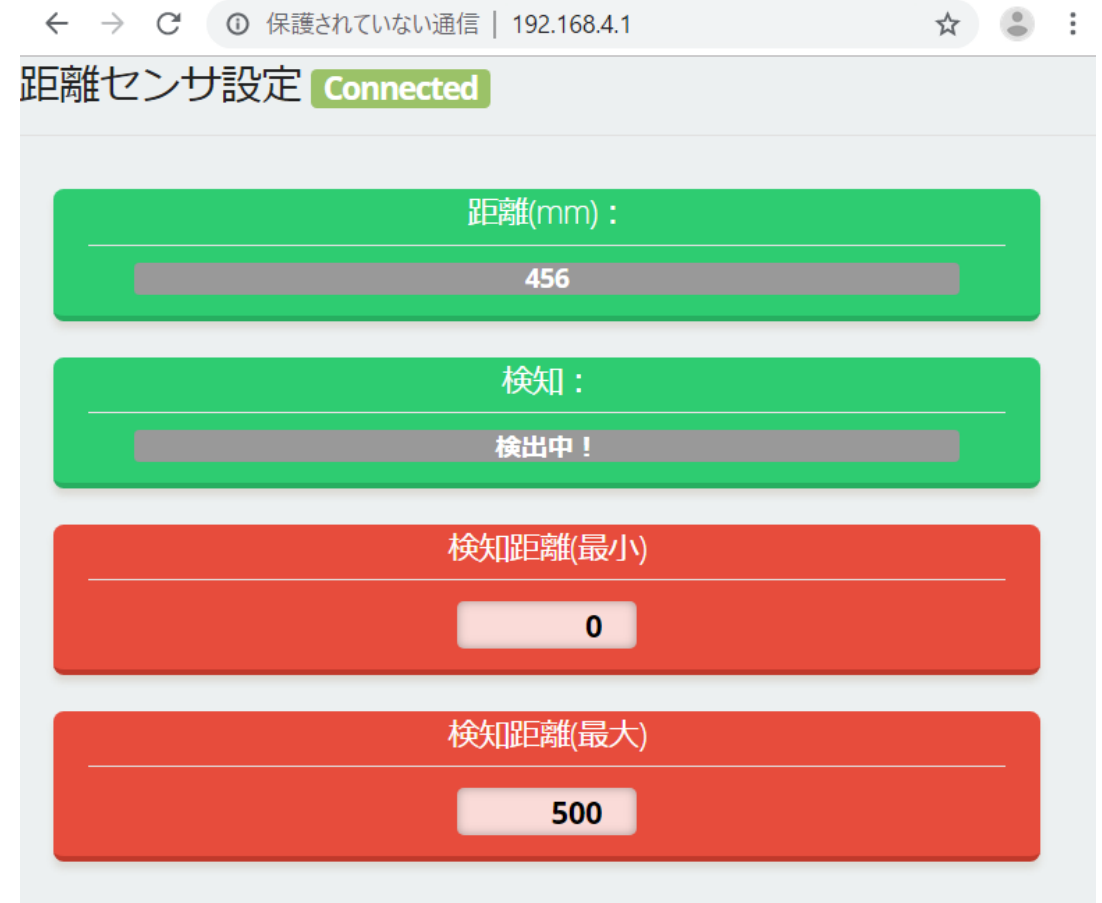 保護されていない通信 | 192.168.4.1
距離センサ設定 Connected
距離(mm)：
456
検知：
検出中！
検知距離(最小)
0
検知距離(最大)
500